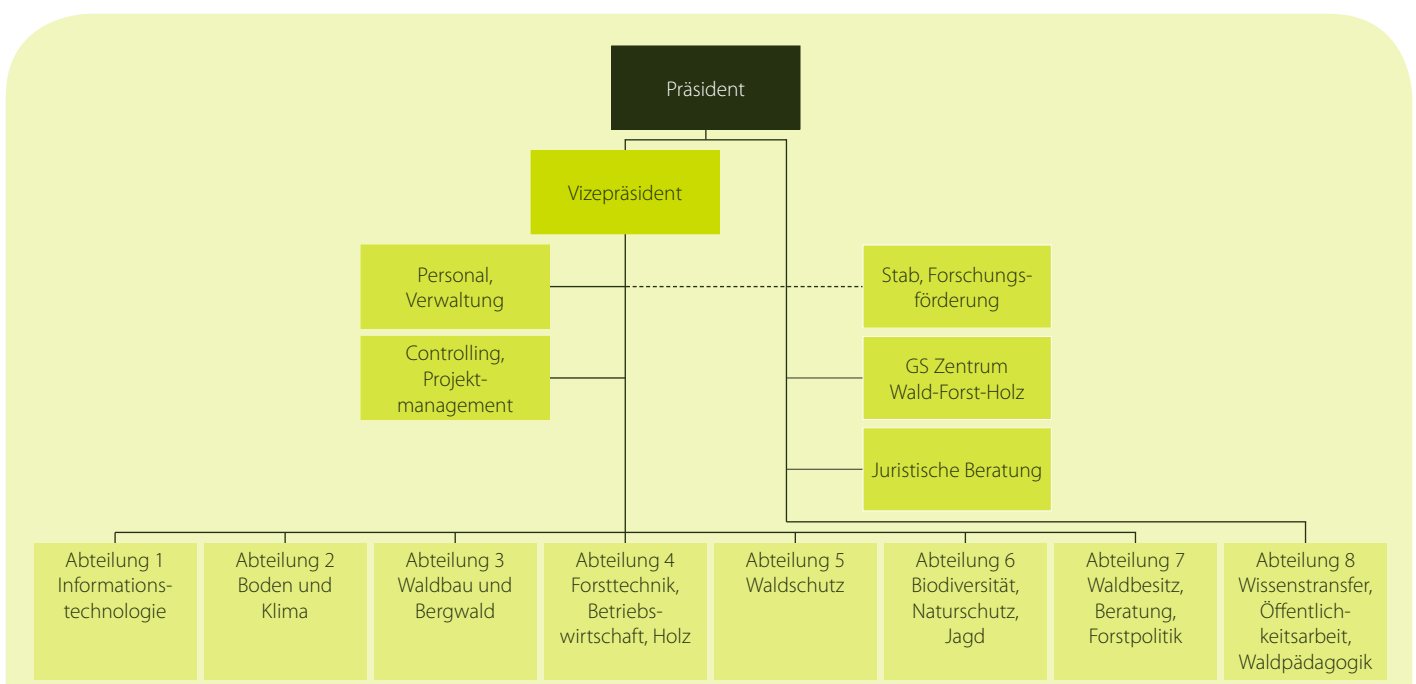 Präsident
Vizepräsident
Personal,
Verwaltung
Stab, Forschungs-
förderung
Controlling,
Projekt-
management
GS Zentrum
Wald-Forst-Holz
Juristische Beratung
Abteilung 1
Informations-
technologie
Abteilung 2
Boden und
Klima
Abteilung 3
Waldbau und
Bergwald
Abteilung 4
Forsttechnik,
Betriebs-
wirtschaft, Holz
Abteilung 5
Waldschutz
Abteilung 6
Biodiversität,
Naturschutz,
Jagd
Abteilung 7
Waldbesitz,
Beratung,
Forstpolitik
Abteilung 8
Wissenstransfer,
Öffentlich-
keitsarbeit,
Waldpädagogik